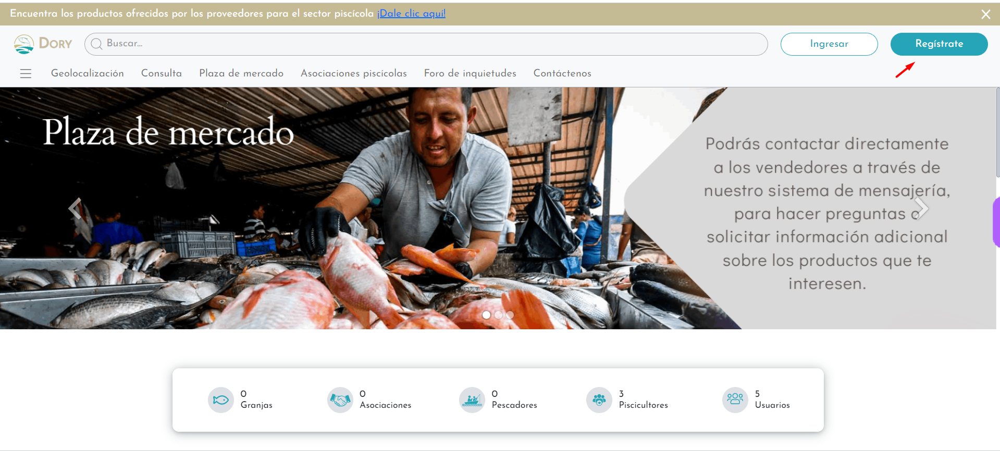 Encuentra los productos ofrecidos por los proveedores para el sector piscícola ¡Dale clic aquí!
DORY
Buscar...
Ingresar
Regístrate
Geolocalización
Consulta
Plaza de mercado
Asociaciones piscícolas
Foro de inquietudes
Contáctenos
Plaza de mercado
Podrás contactar directamente
a los vendedores a través de
nuestro sistema de mensajería,
para hacer preguntas o
solicitar información adicional
sobre los productos que te
interesen.
0
Granjas
0
Asociaciones
0
Pescadores
3
Piscicultores
5
Usuarios